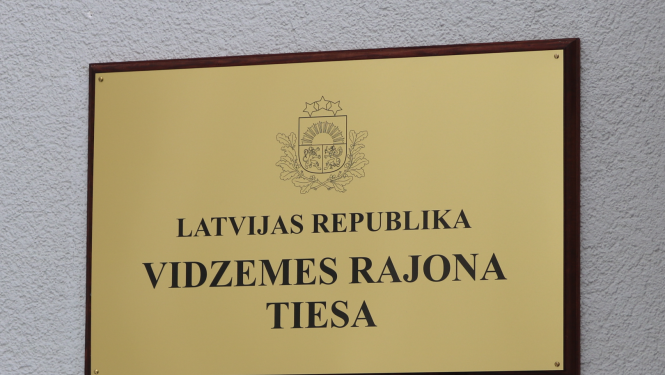 LATVIJAS REPUBLIKA
VIDZEMES RAJONA
TIESA